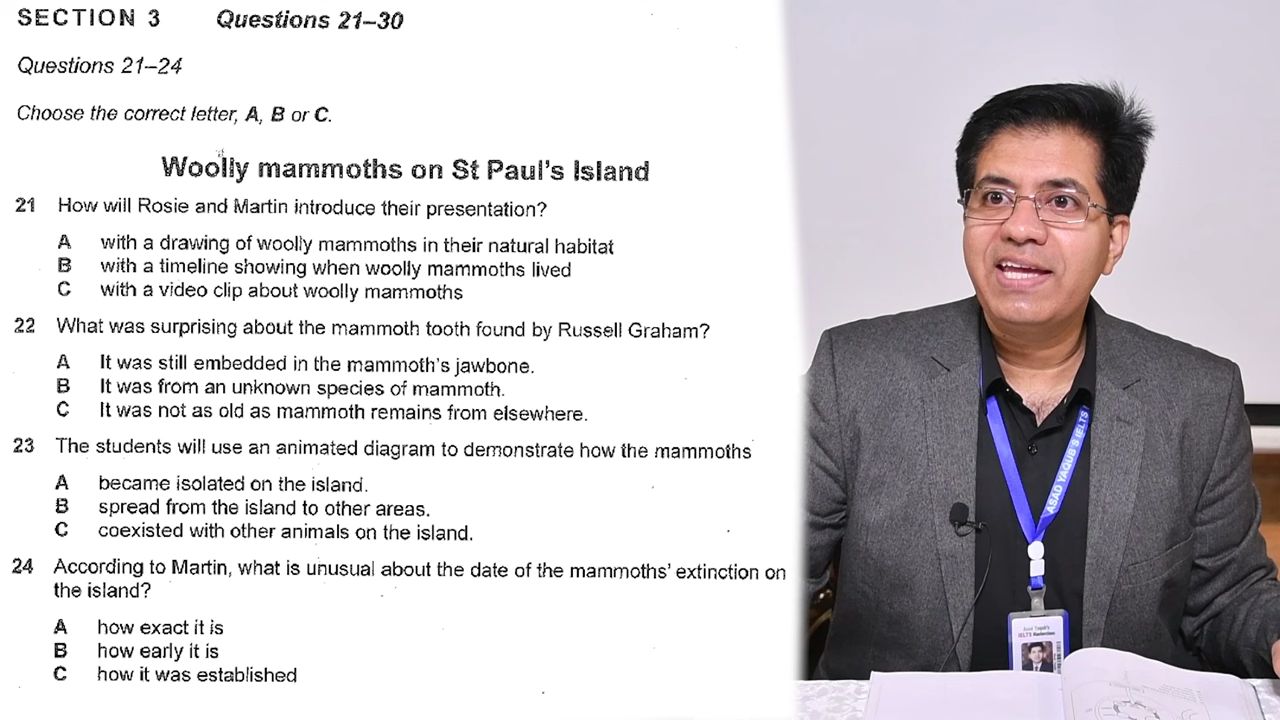 SECTION 3 Questions 21–30
Questions 21–24
Choose the correct letter, A, B or C.
Woolly mammoths on St Paul's Island
21 How will Rosie and Martin introduce their presentation?
A with a drawing of woolly mammoths in their natural habitat
B with a timeline showing when woolly mammoths lived
C with a video clip about woolly mammoths
22 What was surprising about the mammoth tooth found by Russell Graham?
A It was still embedded in the mammoth's jawbone.
B It was from an unknown species of mammoth.
C It was not as old as mammoth remains from elsewhere.
23 The students will use an animated diagram to demonstrate how the mammoths
A became isolated on the island.
B spread from the island to other areas.
C coexisted with other animals on the island.
24 According to Martin, what is unusual about the date of the mammoths' extinction on
the island?
A how exact it is
B how early it is
C how it was established
ASAD YAQUB'S IELTS
Asad Yaqub's
IELTS